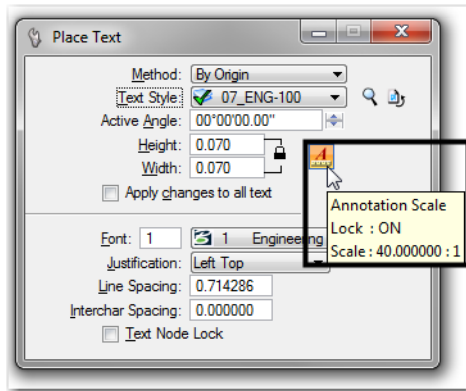 Place Text
Method: By Origin
Text Style: 07_ENG-100
Active Angle: 00°00'00.00"
Height: 0.070
Width: 0.070
A
Apply changes to all text
Annotation Scale
Lock : ON
Scale : 40.000000 : 1
Font: 1 1 Engineering
Justification: Left Top
Line Spacing: 0.714286
Interchar Spacing: 0.000000
Text Node Lock